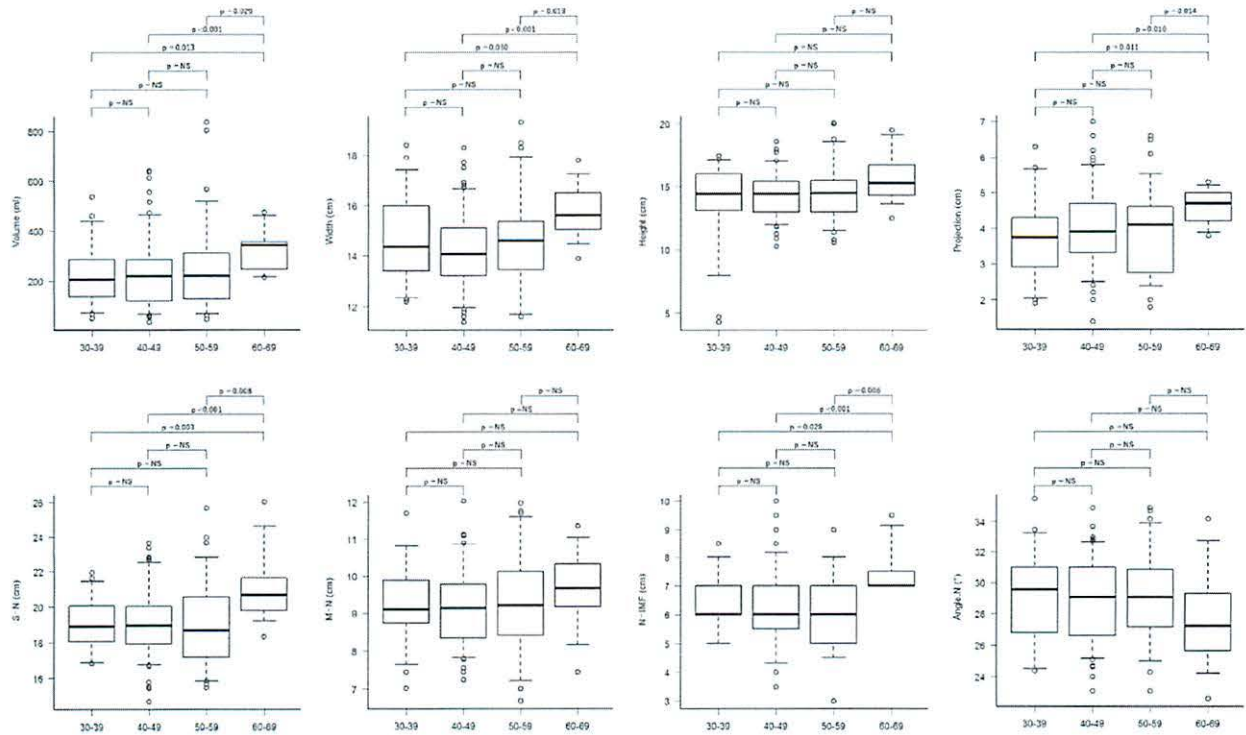 p = 0.029
p = 0.001
p = 0.013
p = NS
p = NS
p = NS
Volume (ml)
800
600
400
200
30-39 40-49 50-59 60-69
p = 0.013
p = 0.001
p = NS
p = NS
p = NS
Width (cm)
18
16
14
12
30-39 40-49 50-59 60-69
p = NS
p = NS
p = NS
p = NS
p = NS
p = NS
Height (cm)
20
15
10
5
30-39 40-49 50-59 60-69
p = 0.014
p = 0.010
p = 0.011
p = NS
p = NS
p = NS
Projection (cm)
7
6
5
4
3
2
30-39 40-49 50-59 60-69
p = 0.008
p = 0.001
p = 0.003
p = NS
p = NS
p = NS
S - N (cm)
26
24
22
20
18
16
30-39 40-49 50-59 60-69
p = NS
p = NS
p = NS
p = NS
p = NS
p = NS
M - N (cm)
12
11
10
9
8
7
30-39 40-49 50-59 60-69
p = 0.001
p = NS
p = NS
p = NS
N - IMF (cm)
10
9
8
7
6
5
4
3
30-39 40-49 50-59 60-69
p = NS
p = NS
p = NS
p = NS
p = NS
p = NS
Angle.N (°)
34
32
30
28
26
24
30-39 40-49 50-59 60-69